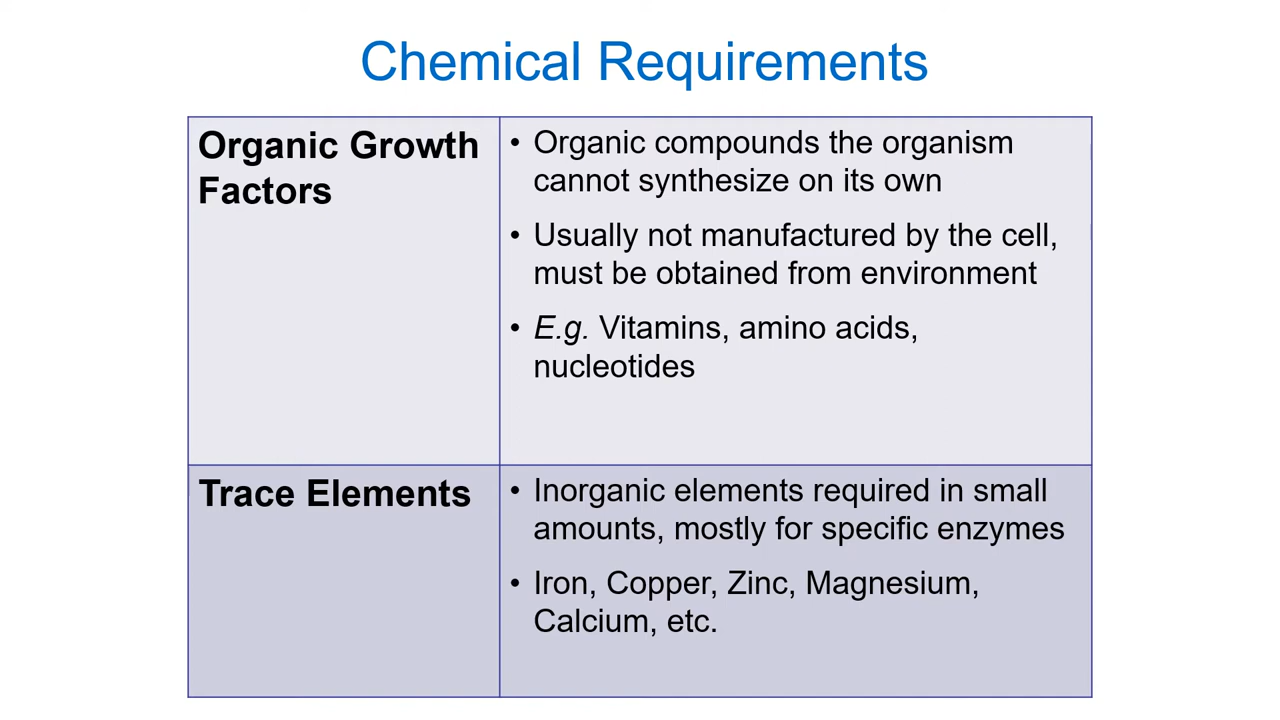 Chemical Requirements
Organic Growth
Factors
• Organic compounds the organism
cannot synthesize on its own
• Usually not manufactured by the cell,
must be obtained from environment
• E.g. Vitamins, amino acids,
nucleotides
Trace Elements
• Inorganic elements required in small
amounts, mostly for specific enzymes
• Iron, Copper, Zinc, Magnesium,
Calcium, etc.